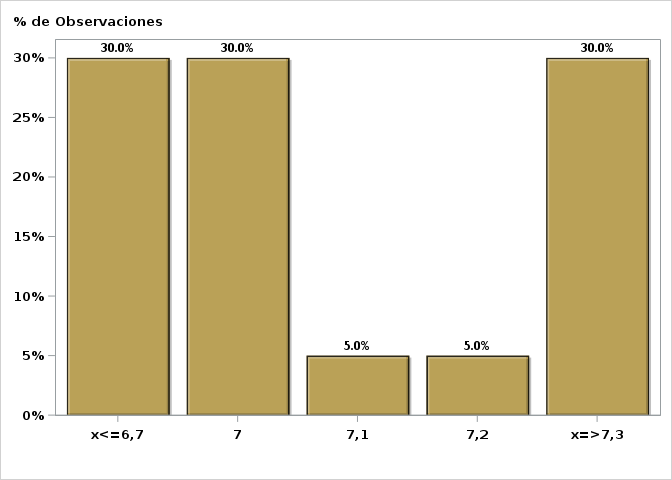 % de Observaciones
30.0% 30.0% 5.0% 5.0% 30.0%
30%
25%
20%
15%
10%
5%
0%
x<=6,7 7 7,1 7,2 x=>7,3